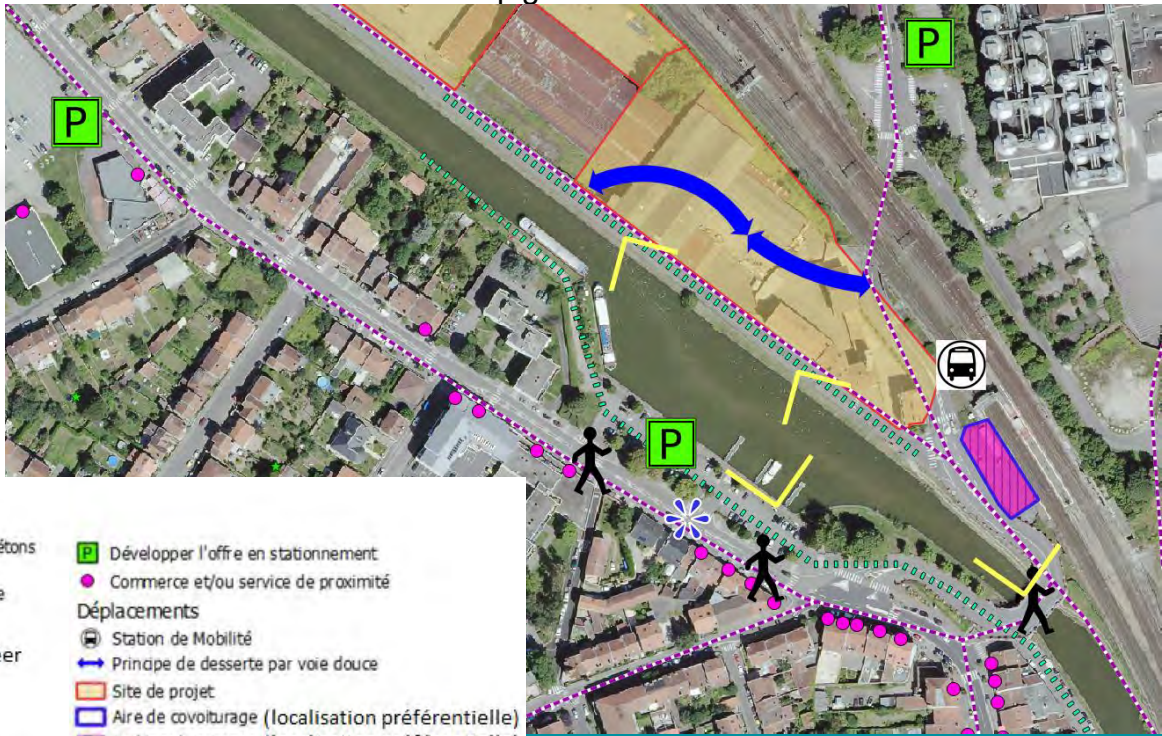 P
P
P
étons
P Développer l'offre en stationnement
Commerce et/ou service de proximité
Déplacements
Station de Mobilité
Principe de desserte par voie douce
Site de projet
Aire de covoiturage (localisation préférentielle)